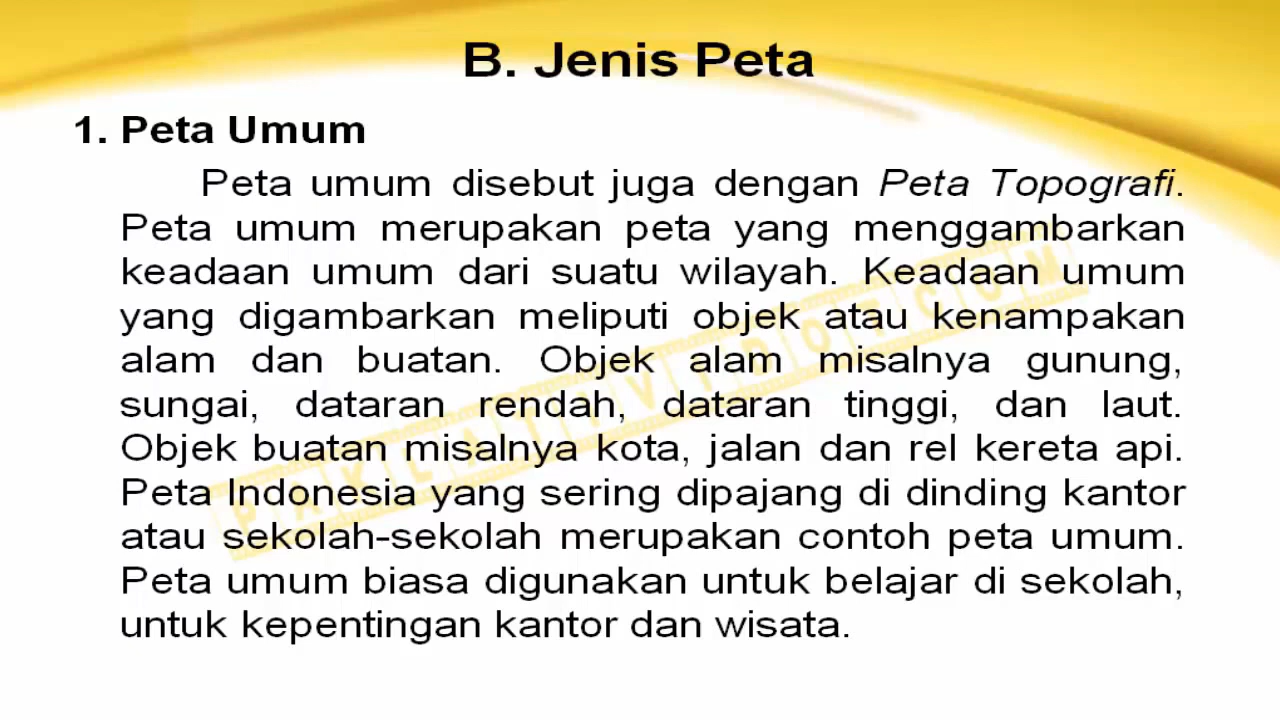 B. Jenis Peta
1. Peta Umum
Peta umum disebut juga dengan Peta Topografi.
Peta umum merupakan peta yang menggambarkan
keadaan umum dari suatu wilayah. Keadaan umum
yang digambarkan meliputi objek atau kenampakan
alam dan buatan. Objek alam misalnya gunung,
sungai, dataran rendah, dataran tinggi, dan laut.
Objek buatan misalnya kota, jalan dan rel kereta api.
Peta Indonesia yang sering dipajang di dinding kantor
atau sekolah-sekolah merupakan contoh peta umum.
Peta umum biasa digunakan untuk belajar di sekolah,
untuk kepentingan kantor dan wisata.